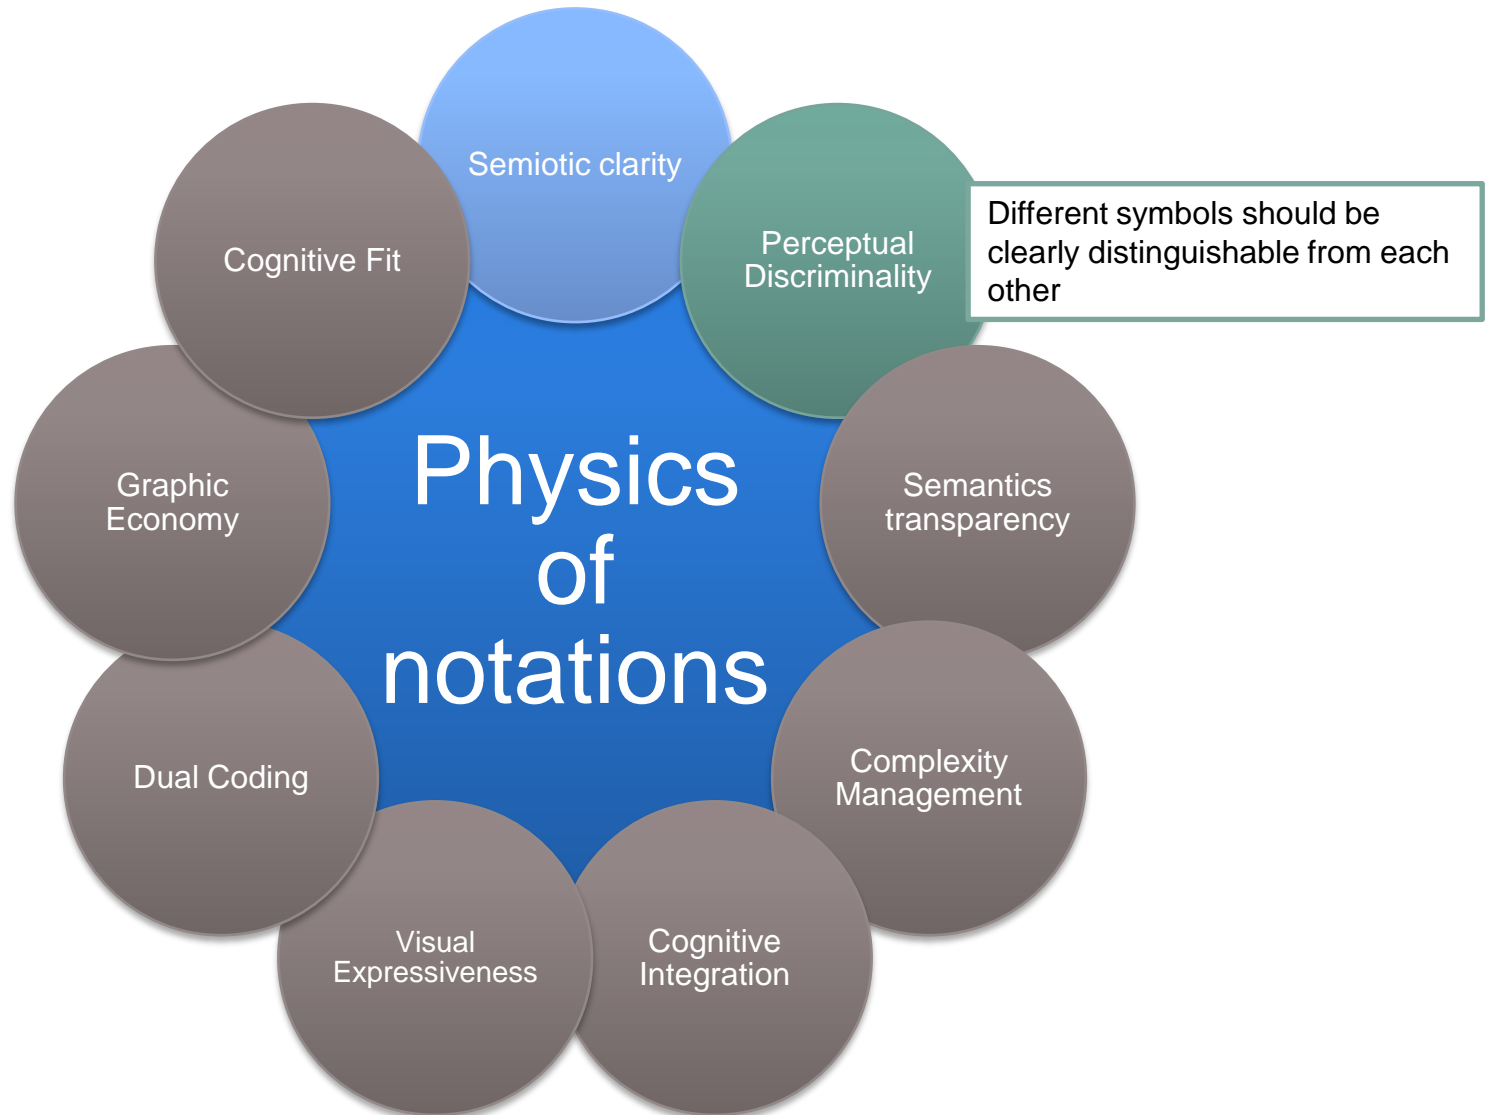 Semiotic clarity
Perceptual
Discriminality
Different symbols should be
clearly distinguishable from each
other
Semantics
transparency
Complexity
Management
Cognitive
Integration
Visual
Expressiveness
Dual Coding
Graphic
Economy
Cognitive Fit
Physics
of
notations